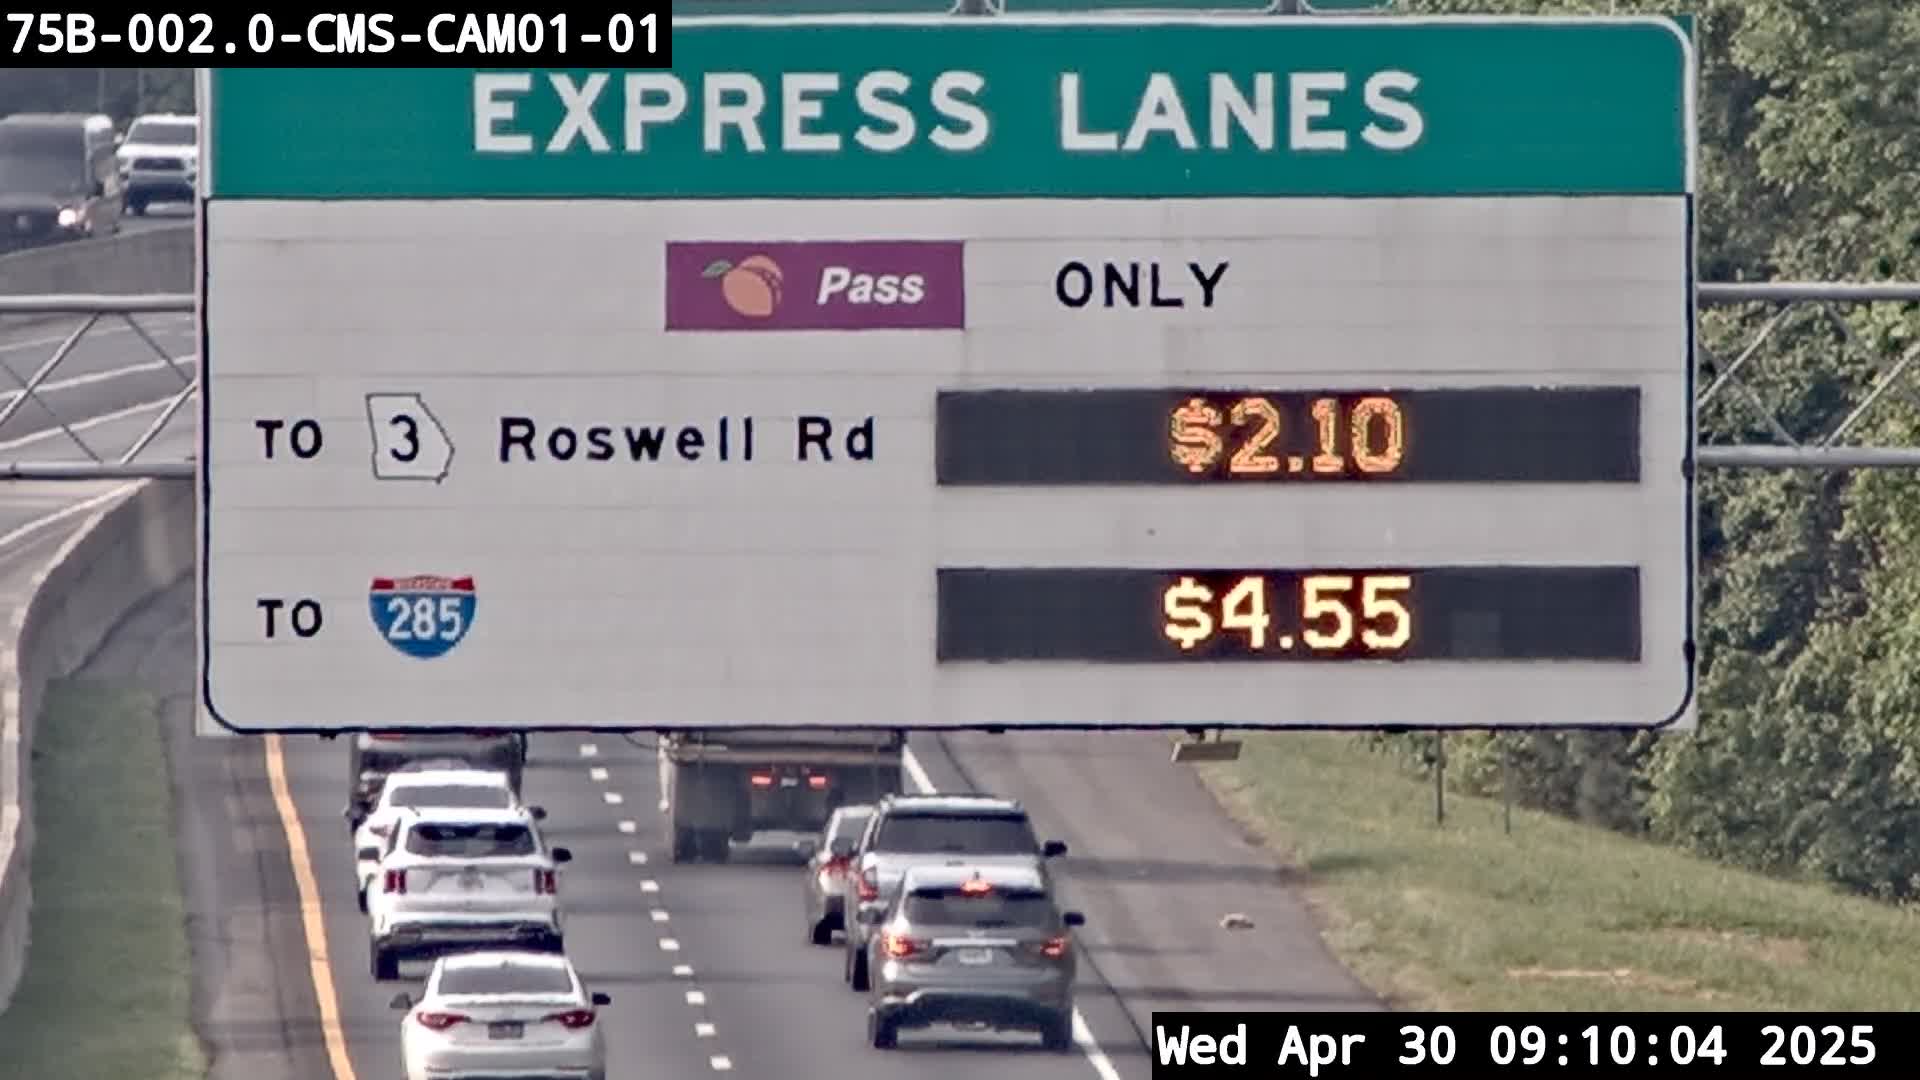 75B-002.0-CMS-CAM01-01
EXPRESS LANES
Pass ONLY
TO 3 Roswell Rd $2.10
TO 285 $4.55
Wed Apr 30 09:10:04 2025